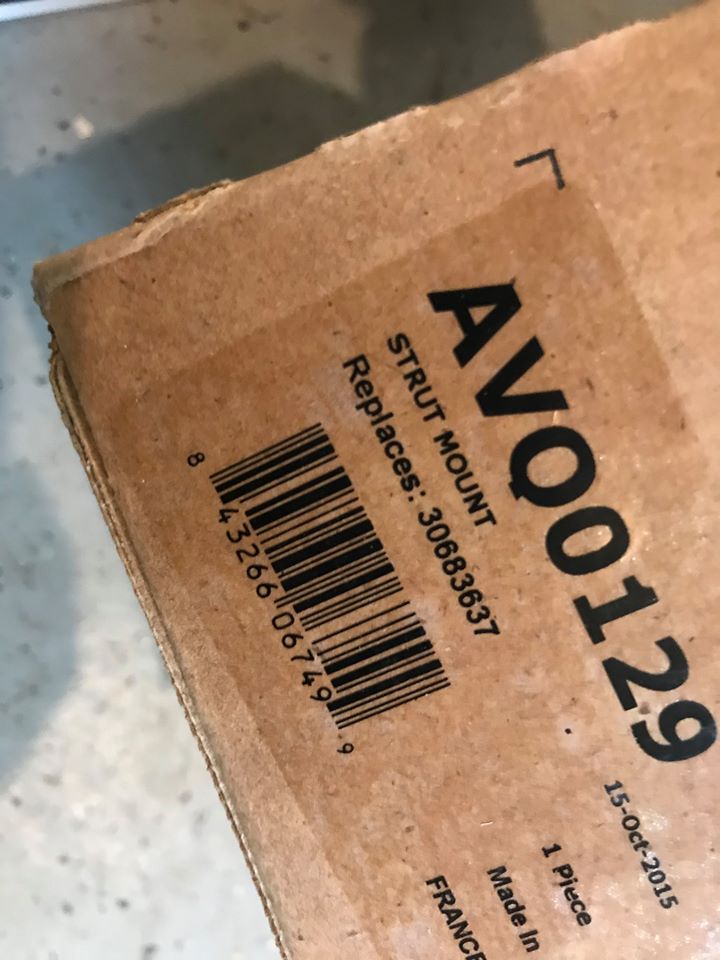 AVQ0129
STRUT MOUNT
Replaces: 30683637
8 43266 06749 9
15-Oct-2015
1 Piece
Made In
FRANCE